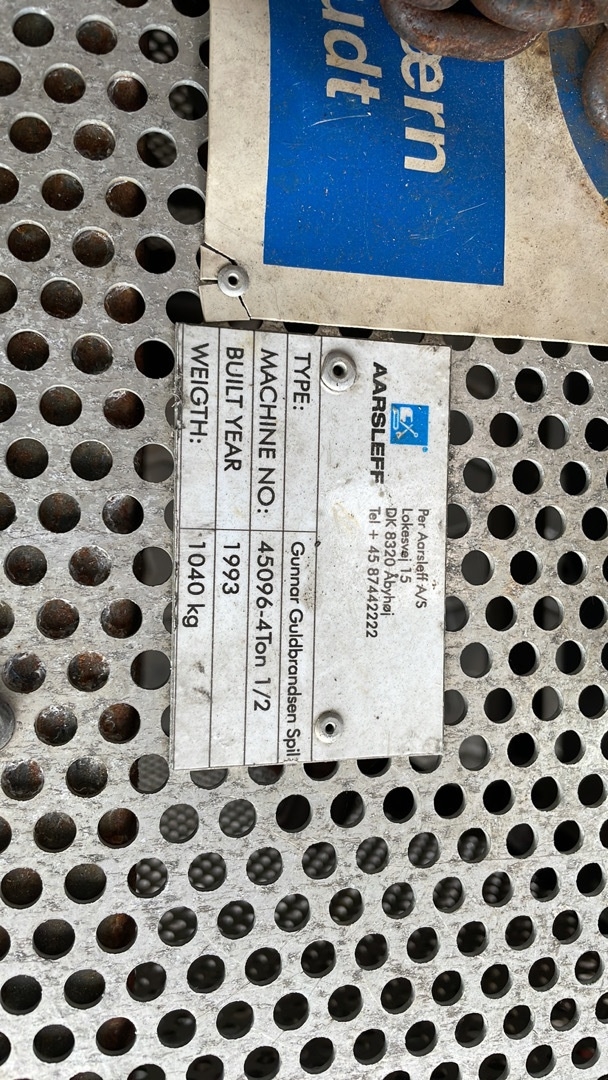 ærn
udt
AARSLEFF
Per Aarsleff A/S
Lokesvej 15
DK 8320 Åbyhøj
Tel + 45 87442222
TYPE: Gunnar Guldbrandsen Spil
MACHINE NO: 45096-4Ton 1/2
BUILT YEAR 1993
WEIGTH: 1040 kg